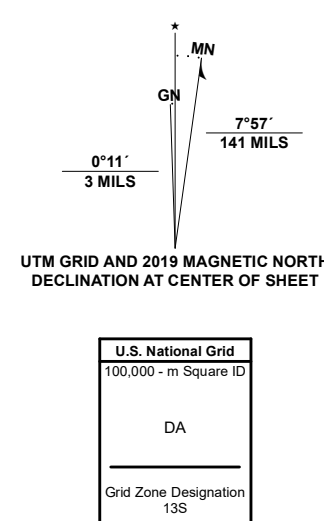 ★
MN
GN
7°57´
141 MILS
0°11´
3 MILS
UTM GRID AND 2019 MAGNETIC NORTH
DECLINATION AT CENTER OF SHEET
U.S. National Grid
100,000 - m Square ID
DA
Grid Zone Designation
13S